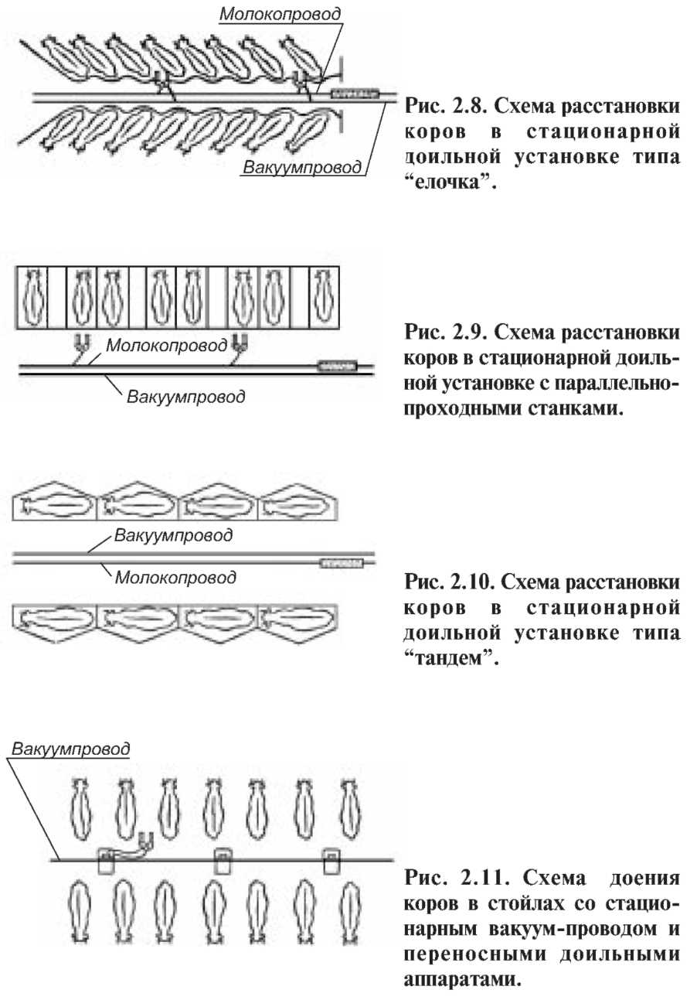 Молокопровод
Вакуумпровод
Рис. 2.8. Схема расстановки
коров в стационарной
доильной установке типа
“елочка”.
Молокопровод
Вакуумпровод
Рис. 2.9. Схема расстановки
коров в стационарной доиль-
ной установке с параллельно-
проходными станками.
Вакуумпровод
Молокопровод
Рис. 2.10. Схема расстановки
коров в стационарной
доильной установке типа
“тандем”.
Вакуумпровод
Рис. 2.11. Схема доения
коров в стойлах со стацио-
нарным вакуум-проводом и
переносными доильными
аппаратами.